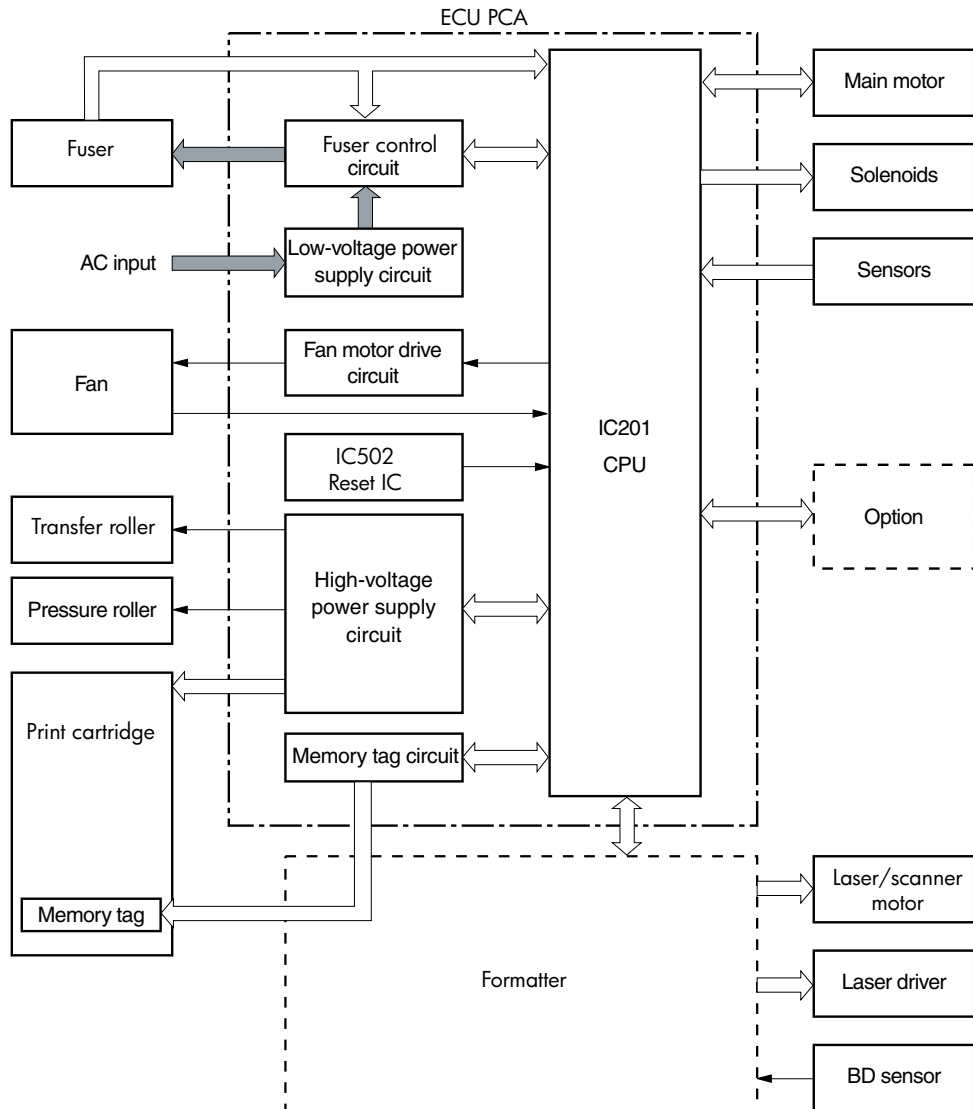 ECU PCA
Main motor
Fuser
Fuser control
circuit
Solenoids
AC input
Low-voltage power
supply circuit
Sensors
Fan
Fan motor drive
circuit
IC201
CPU
IC502
Reset IC
Transfer roller
Option
High-voltage
power supply
circuit
Pressure roller
Print cartridge
Memory tag circuit
Laser/scanner
motor
Memory tag
Formatter
Laser driver
BD sensor